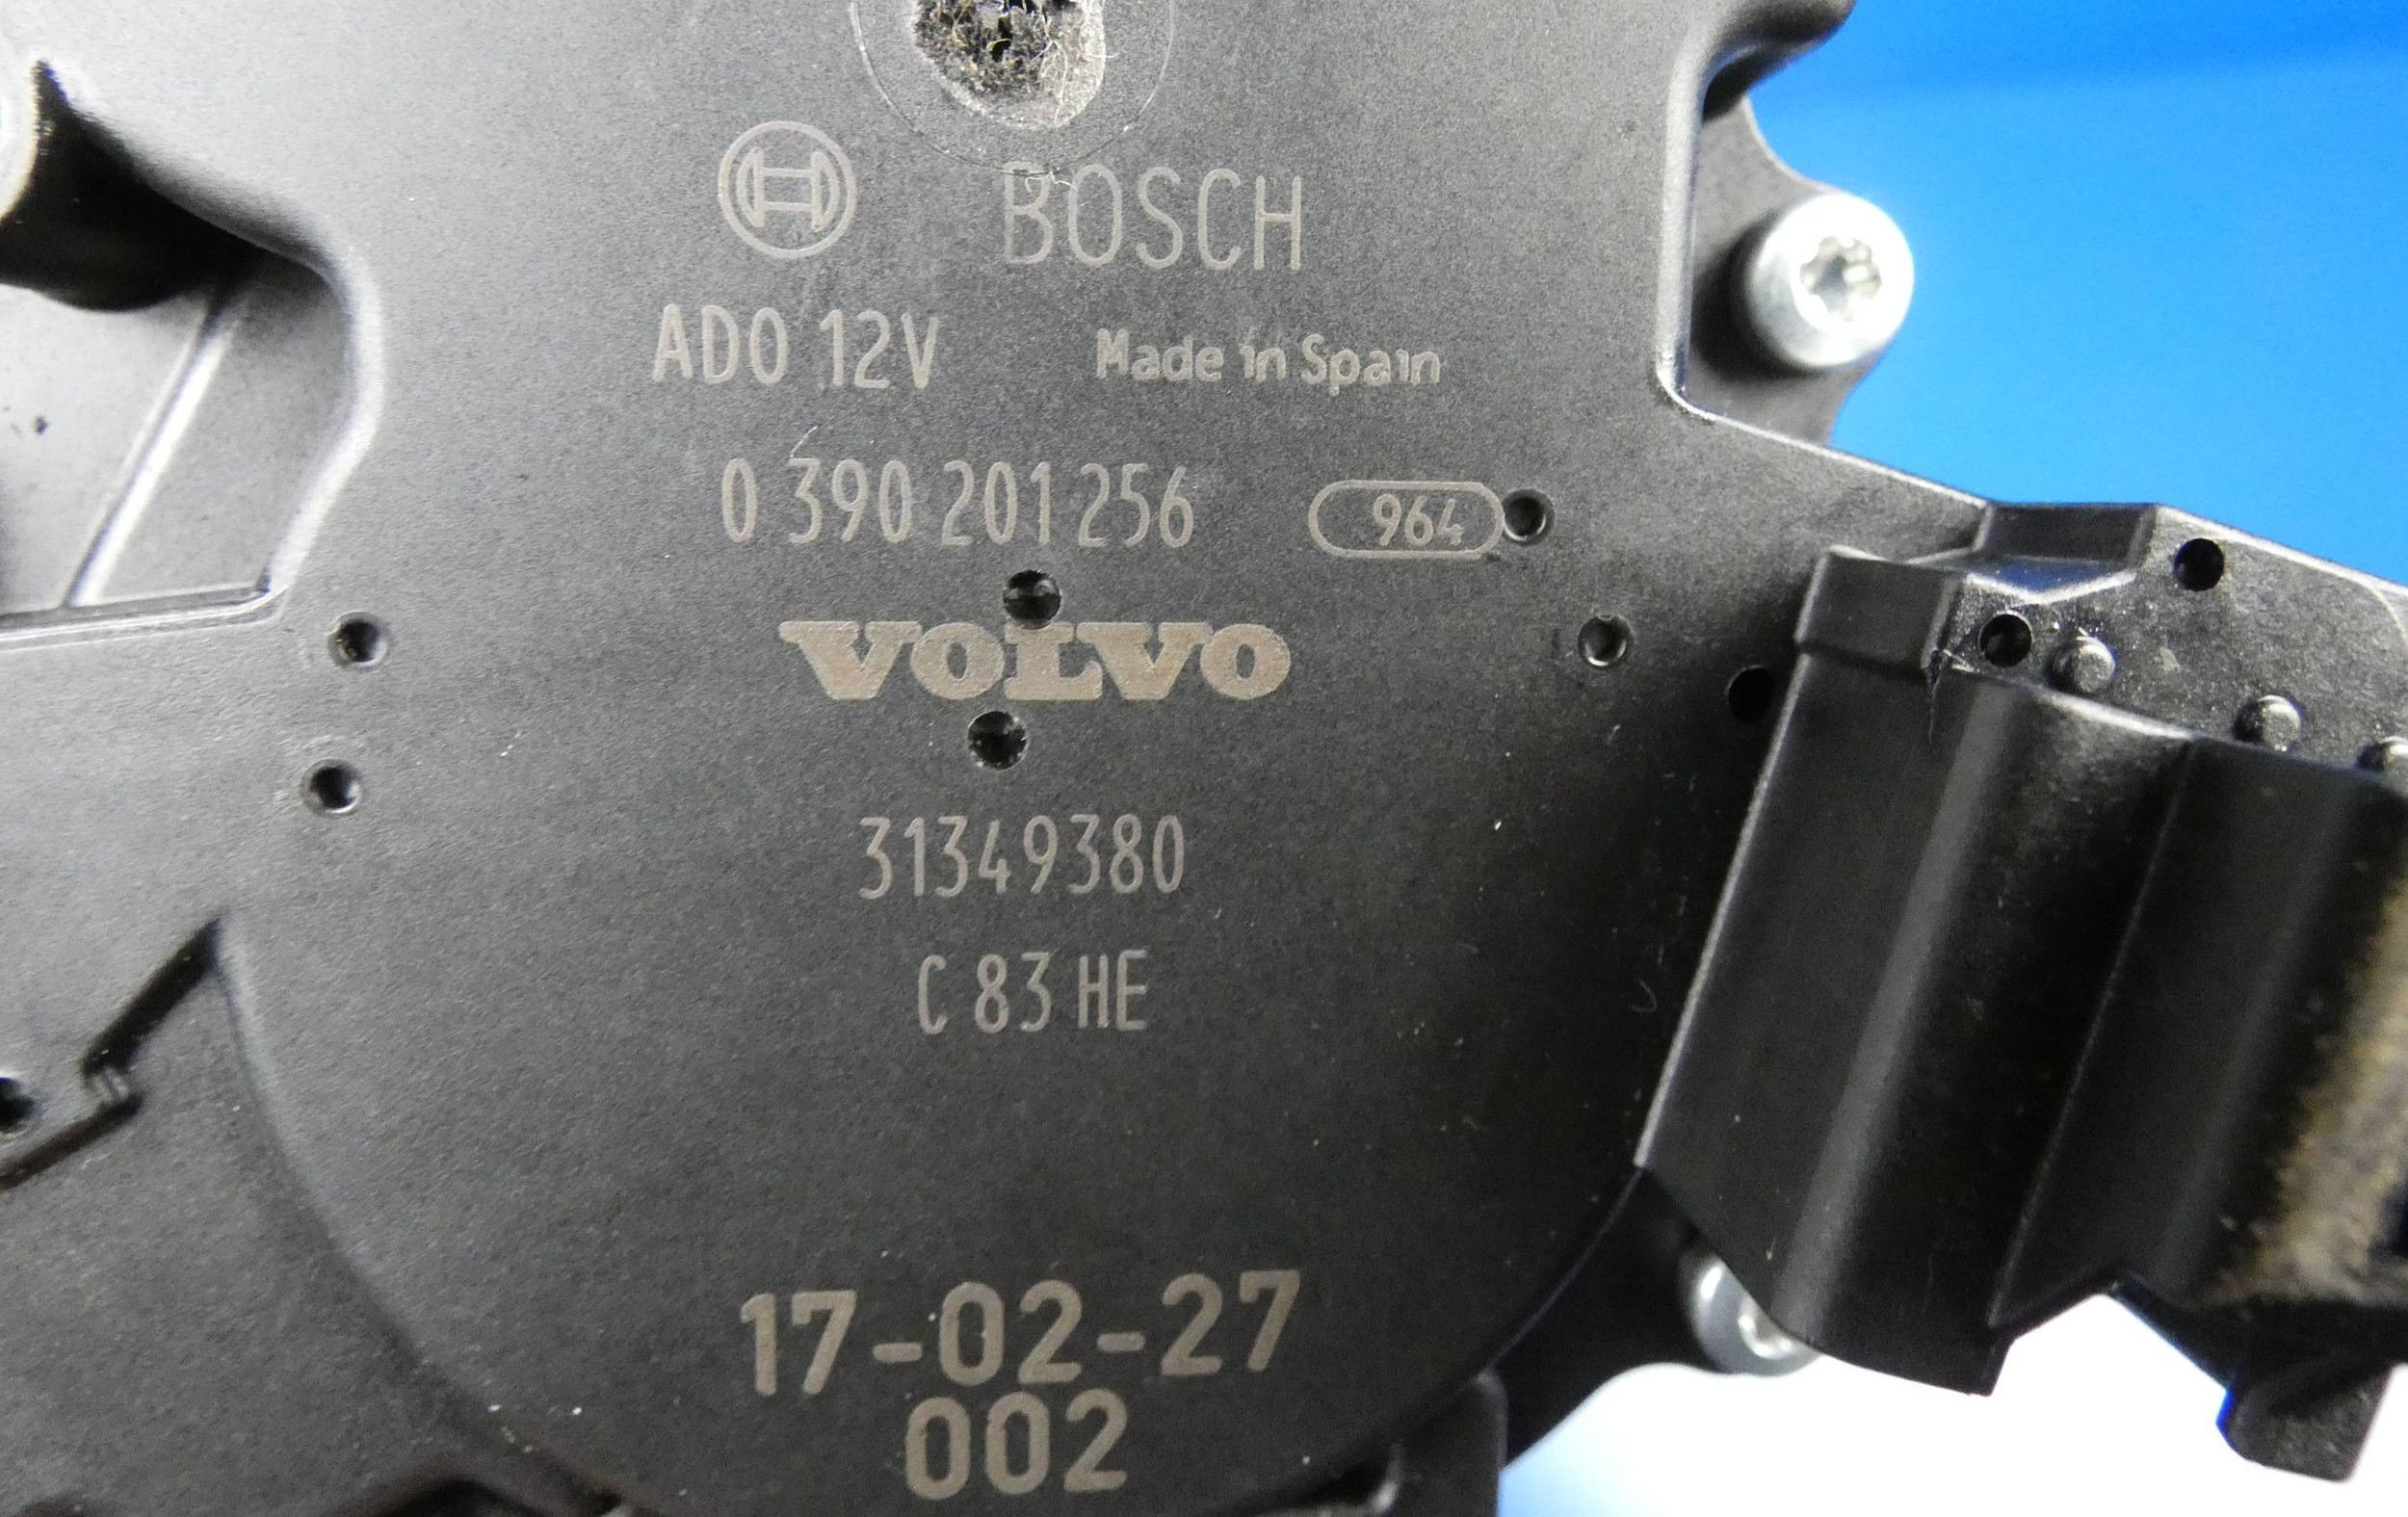 BOSCH
ADO 12V Made in Spain
0 390 201 256 964
VOLVO
31349380
C 83 HE
17-02-27
002